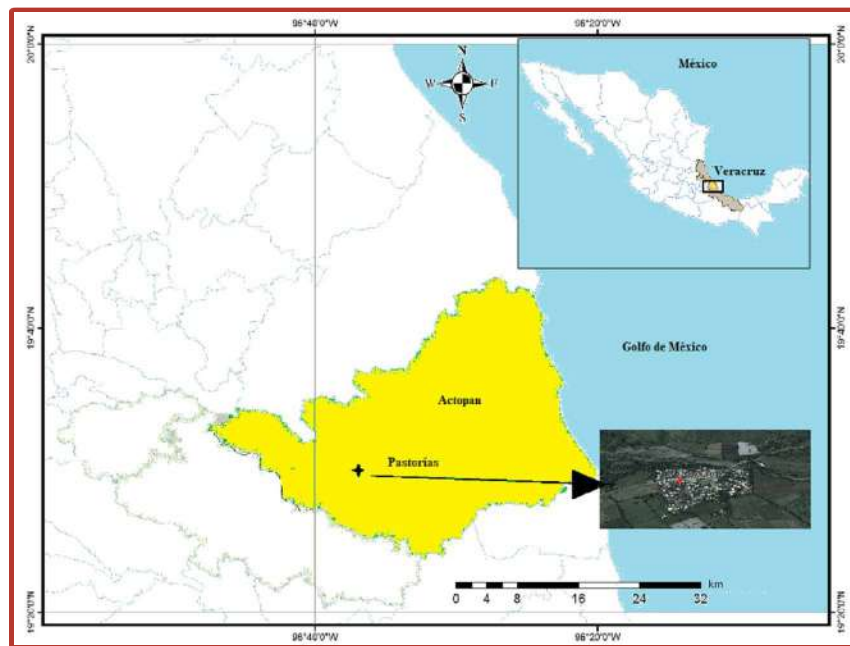 96°40'0"W
96°20'0"W
20°0'0"N
20°0'0"N
N
W
E
S
México
Veracruz
19°40'0"N
19°40'0"N
Golfo de México
Actopan
Pastorías
km
0 4 8 16 24 32
19°20'0"N
19°20'0"N
96°40'0"W
96°20'0"W